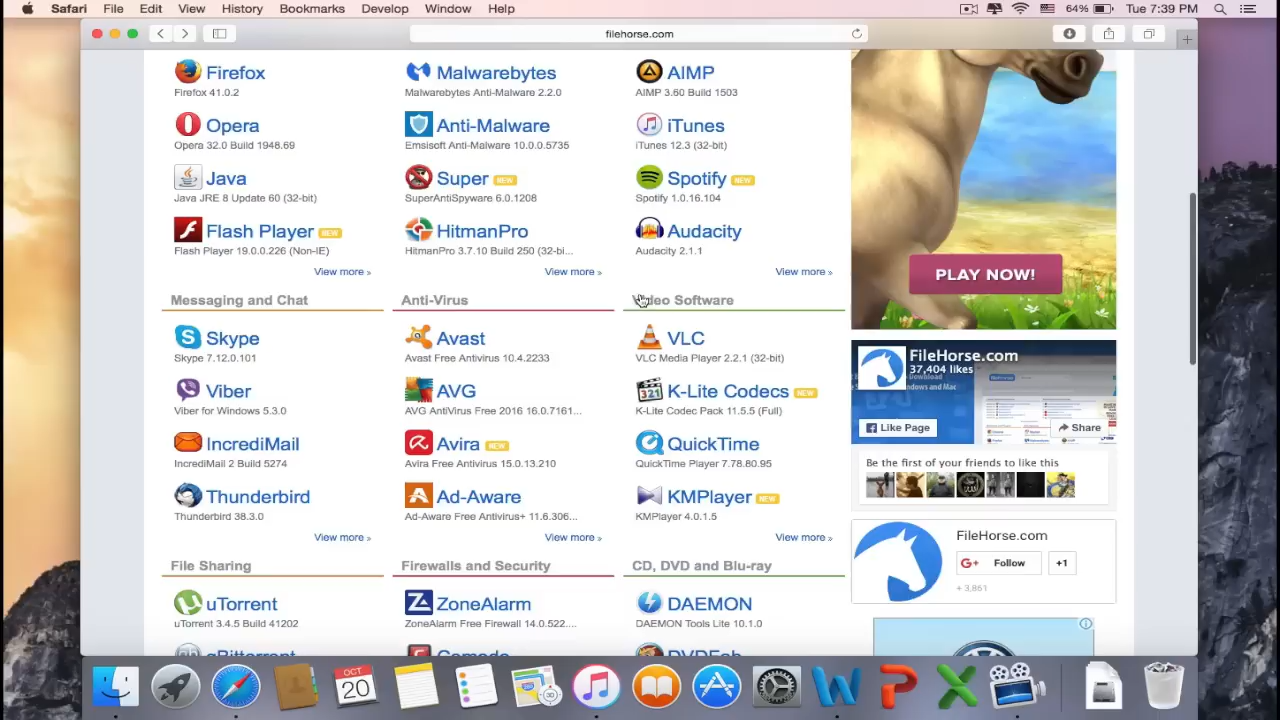 Safari File Edit View History Bookmarks Develop Window Help 64% Tue 7:39 PM
filehorse.com
Firefox
Firefox 41.0.2
Opera
Opera 32.0 Build 1948.69
Java
Java JRE 8 Update 60 (32-bit)
Flash Player NEW
Flash Player 19.0.0.226 (Non-IE)
View more »
Malwarebytes
Malwarebytes Anti-Malware 2.2.0
Anti-Malware
Emsisoft Anti-Malware 10.0.0.5735
Super NEW
SuperAntiSpyware 6.0.1208
HitmanPro
HitmanPro 3.7.10 Build 250 (32-bi...
View more »
AIMP
AIMP 3.60 Build 1503
iTunes
iTunes 12.3 (32-bit)
Spotify NEW
Spotify 1.0.16.104
Audacity
Audacity 2.1.1
View more »
Messaging and Chat
Skype
Skype 7.12.0.101
Viber
Viber for Windows 5.3.0
IncrediMail
IncrediMail 2 Build 5274
Thunderbird
Thunderbird 38.3.0
View more »
Anti-Virus
Avast
Avast Free Antivirus 10.4.2233
AVG
AVG AntiVirus Free 2016 16.0.7161...
Avira NEW
Avira Free Antivirus 15.0.13.210
Ad-Aware
Ad-Aware Free Antivirus+ 11.6.306...
View more »
Video Software
VLC
VLC Media Player 2.2.1 (32-bit)
K-Lite Codecs NEW
K-Lite Codec Pack 11.5.5 (Full)
QuickTime
QuickTime Player 7.78.80.95
KMPlayer NEW
KMPlayer 4.0.1.5
View more »
File Sharing
uTorrent
uTorrent 3.4.5 Build 41202
qBittorrent
Firewalls and Security
ZoneAlarm
ZoneAlarm Free Firewall 14.0.522....
Comodo
CD, DVD and Blu-ray
DAEMON
DAEMON Tools Lite 10.1.0
DVDFab
PLAY NOW!
FileHorse.com
37,404 likes
Like Page
Share
Be the first of your friends to like this
FileHorse.com
G+ Follow +1
+ 3,851
OCT
20